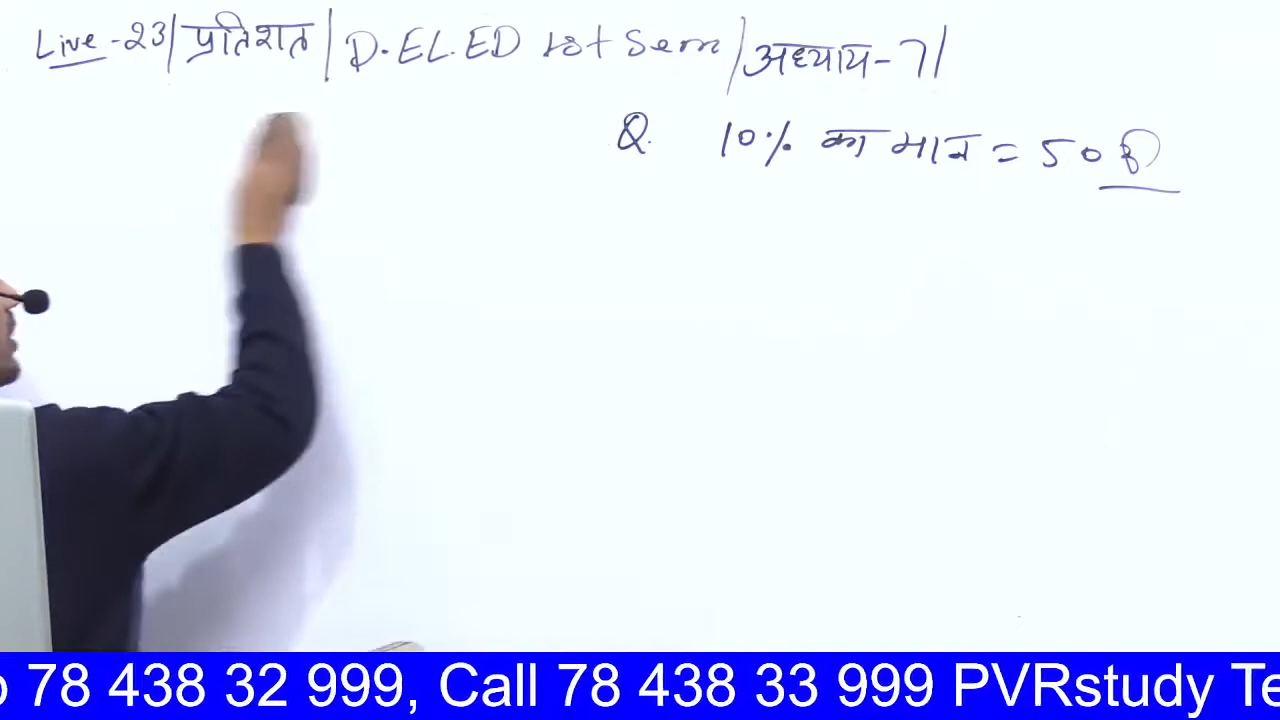 Live-23|प्रतिशत|D.EL.ED 1st Sem|अध्याय-7|
Q. 10% का मान = 50 है
78 438 32 999, Call 78 438 33 999 PVRstudy Te